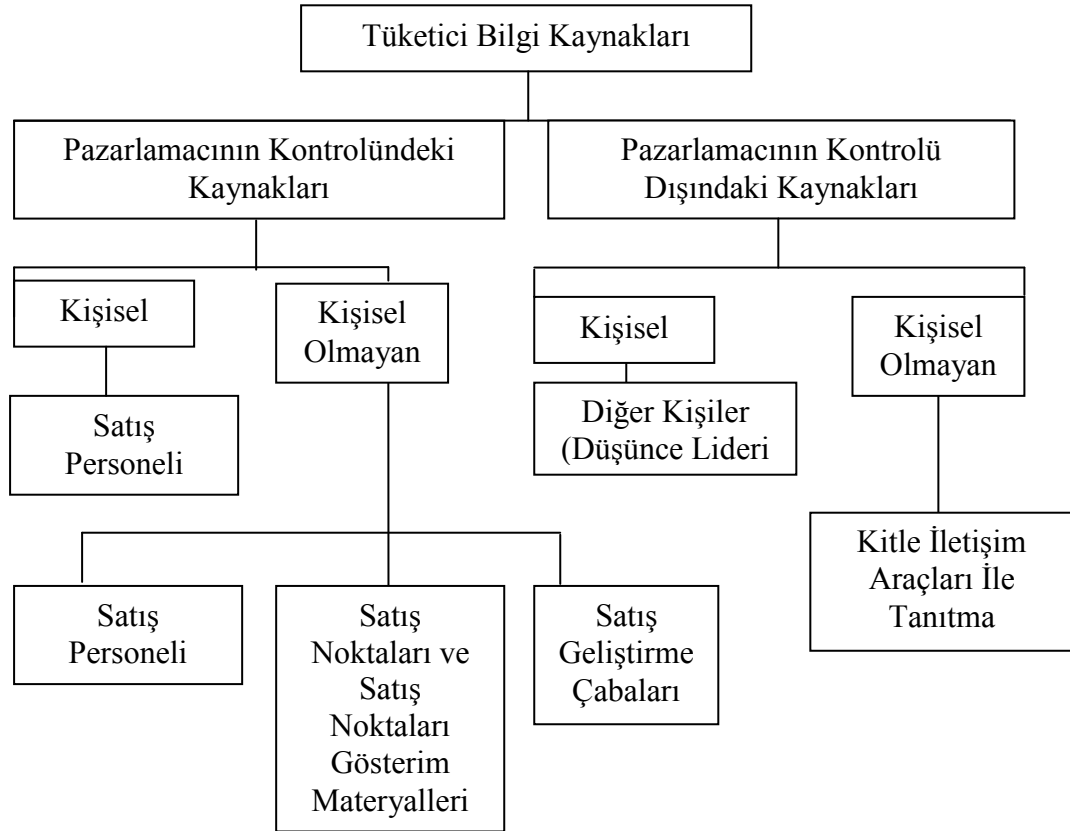 Tüketici Bilgi Kaynakları
Pazarlamacının Kontrolündeki
Kaynakları
Pazarlamacının Kontrolü
Dışındaki Kaynakları
Kişisel
Kişisel
Olmayan
Kişisel
Kişisel
Olmayan
Satış
Personeli
Diğer Kişiler
(Düşünce Lideri
Satış
Personeli
Satış
Noktaları ve
Satış
Noktaları
Gösterim
Materyalleri
Satış
Geliştirme
Çabaları
Kitle İletişim
Araçları İle
Tanıtma